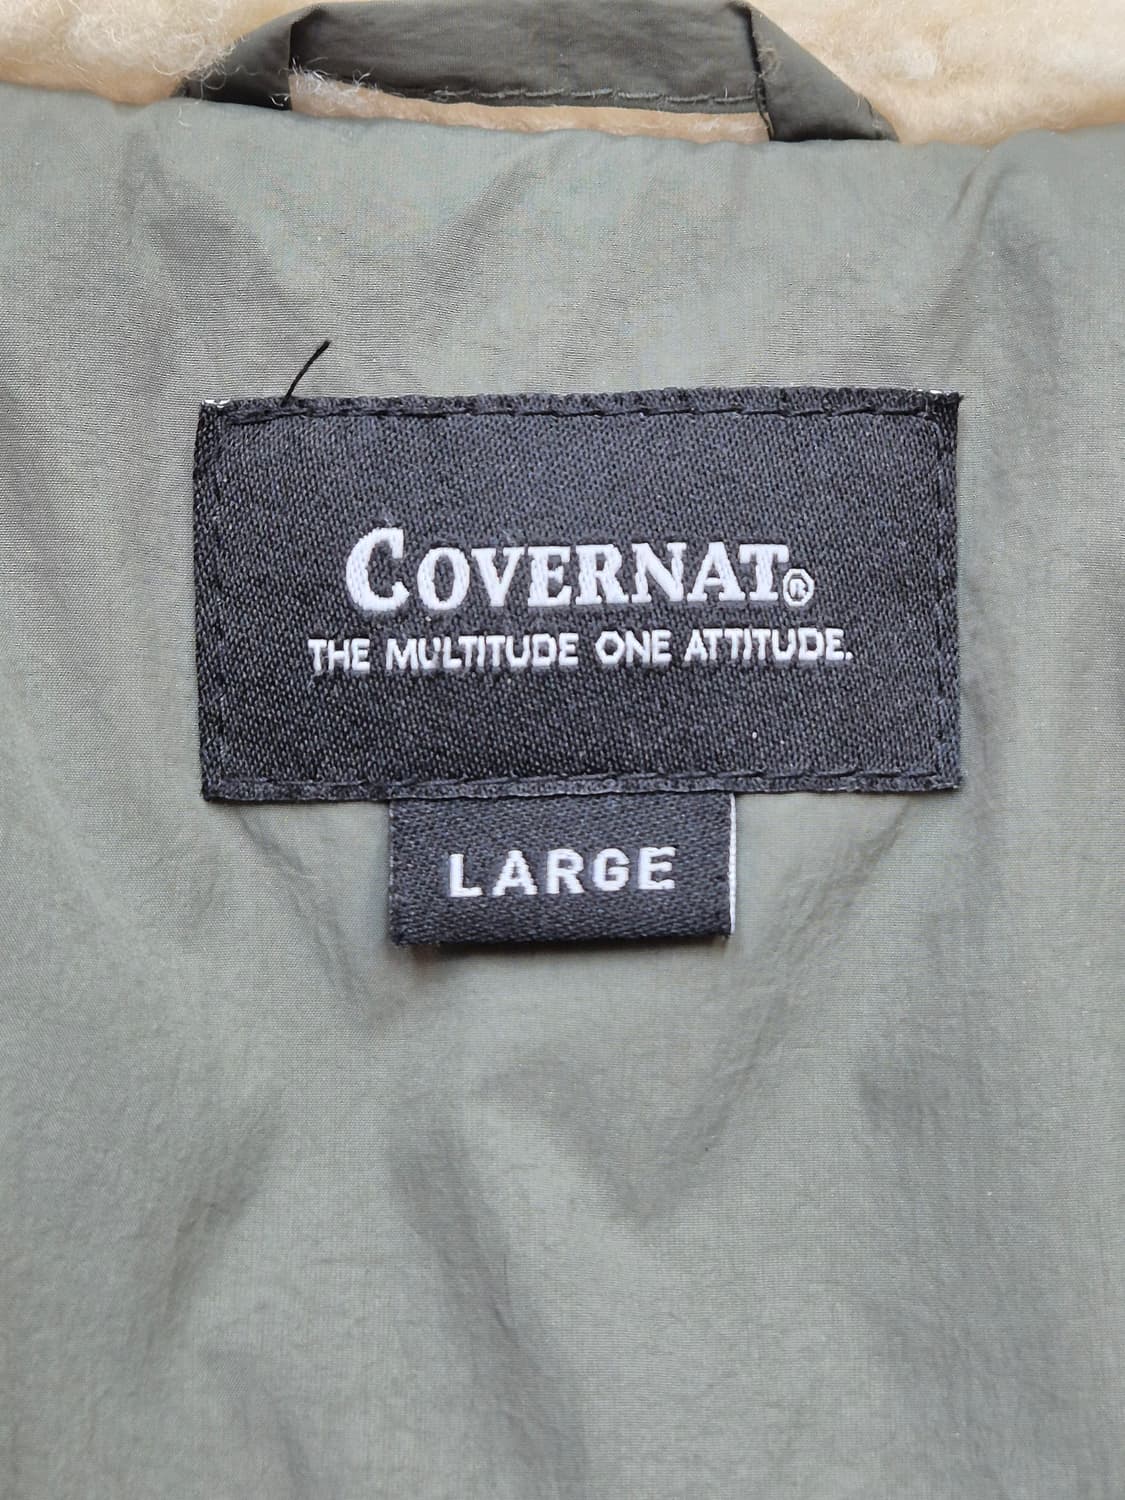 COVERNAT®
THE MULTITUDE ONE ATTITUDE.
LARGE